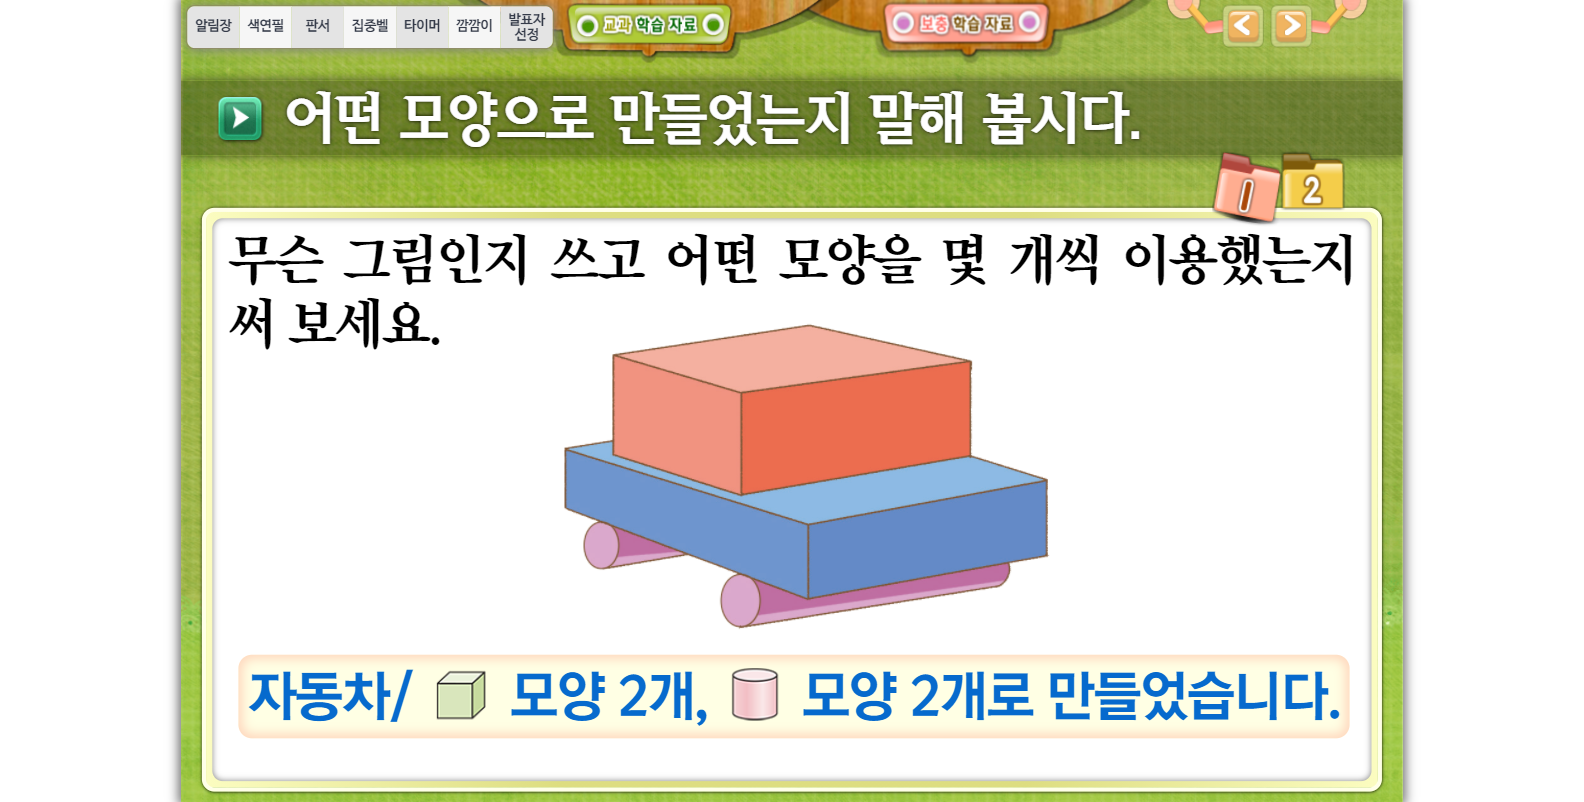 알림장 색연필 판서 집중벨 타이머 깜깜이 발표자 선정
교과 학습 자료 보충 학습 자료
어떤 모양으로 만들었는지 말해 봅시다.
1 2
무슨 그림인지 쓰고 어떤 모양을 몇 개씩 이용했는지
써 보세요.
자동차/ 모양 2개, 모양 2개로 만들었습니다.